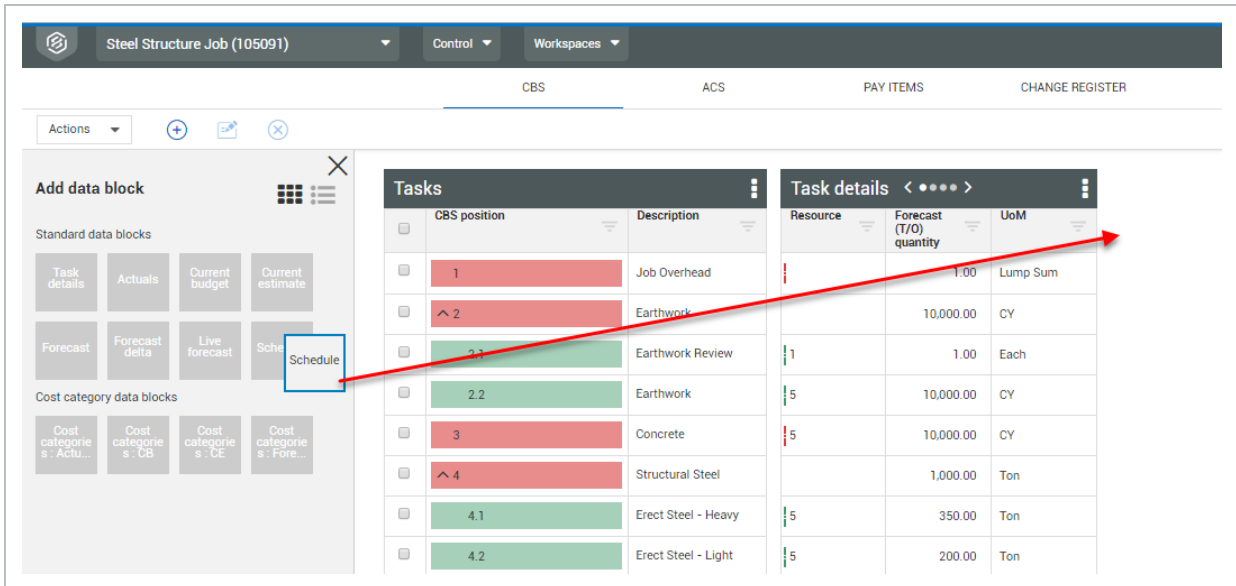 Steel Structure Job (105091) Control Workspaces
CBS ACS PAY ITEMS CHANGE REGISTER
Actions
Add data block
Standard data blocks
Task details
Actuals
Current budget
Current estimate
Forecast
Forecast delta
Live forecast
Sche
Schedule
Cost category data blocks
Cost categorie s : Actu...
Cost categorie s : CB
Cost categorie s : CE
Cost categorie s : Fore...
Tasks
CBS position Description
1 Job Overhead
2 Earthwork
2.1 Earthwork Review
2.2 Earthwork
3 Concrete
4 Structural Steel
4.1 Erect Steel - Heavy
4.2 Erect Steel - Light
Task details
Resource Forecast (T/O) quantity UoM
1.00 Lump Sum
10,000.00 CY
1 1.00 Each
5 10,000.00 CY
5 10,000.00 CY
1,000.00 Ton
5 350.00 Ton
5 200.00 Ton